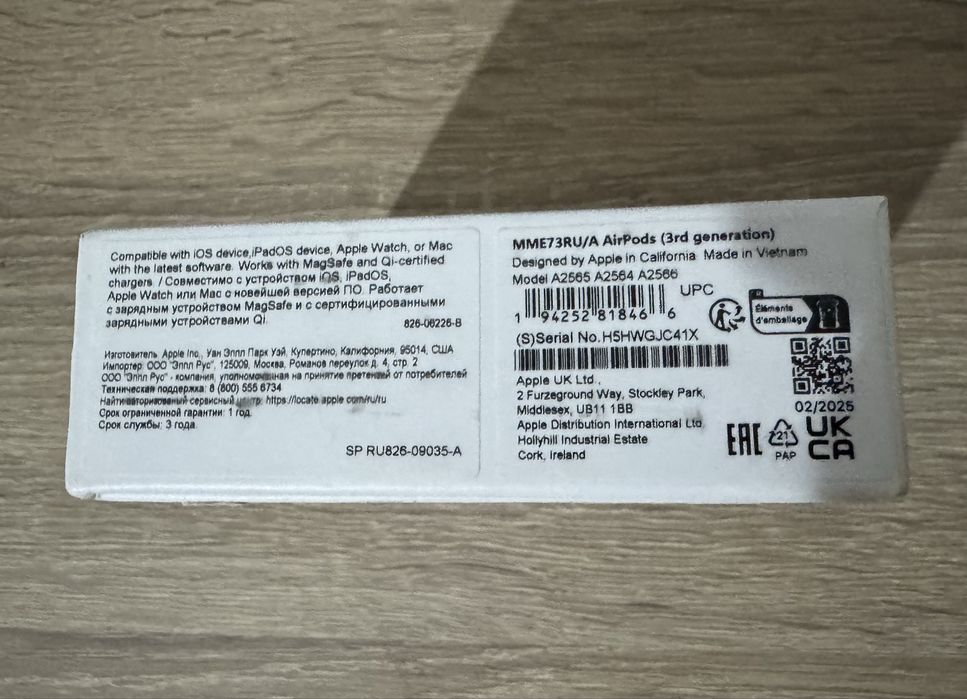 Compatible with iOS device,iPadOS device, Apple Watch, or Mac
with the latest software. Works with MagSafe and Qi-certified
chargers. / Совместимо с устройством iOS, iPadOS,
Apple Watch или Mac с новейшей версией ПО. Работает
с зарядным устройством MagSafe и с сертифицированными
зарядными устройствами Qi.
826-06226-B
Изготовитель: Apple Inc., Уан Эппл Парк Уэй, Купертино, Калифорния, 95014, США
Импортер: ООО "Эппл Рус", 125009, Москва, Романов переулок д. 4, стр. 2
ООО "Эппл Рус" - компания, уполномоченная на принятие претензий от потребителей
Техническая поддержка: 8 (800) 555 6734
Найти авторизованный сервисный центр: https://locate.apple.com/ru/ru
Срок ограниченной гарантии: 1 год.
Срок службы: 3 года.
SP RU826-09035-A
MME73RU/A AirPods (3rd generation)
Designed by Apple in California Made in Vietnam
Model A2565 A2564 A2566
UPC
1 94252 81846 6
Éléments
d'emballage
(S)Serial No. H5HWGJC41X
Apple UK Ltd.,
2 Furzeground Way, Stockley Park,
Middlesex, UB11 1BB
Apple Distribution International Ltd
Hollyhill Industrial Estate
Cork, Ireland
02/2025
EAC
21
PAP
UK
CA